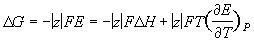 ΔG = −|z|FE = −|z|FΔH + |z|FT(∂E/∂T)_P